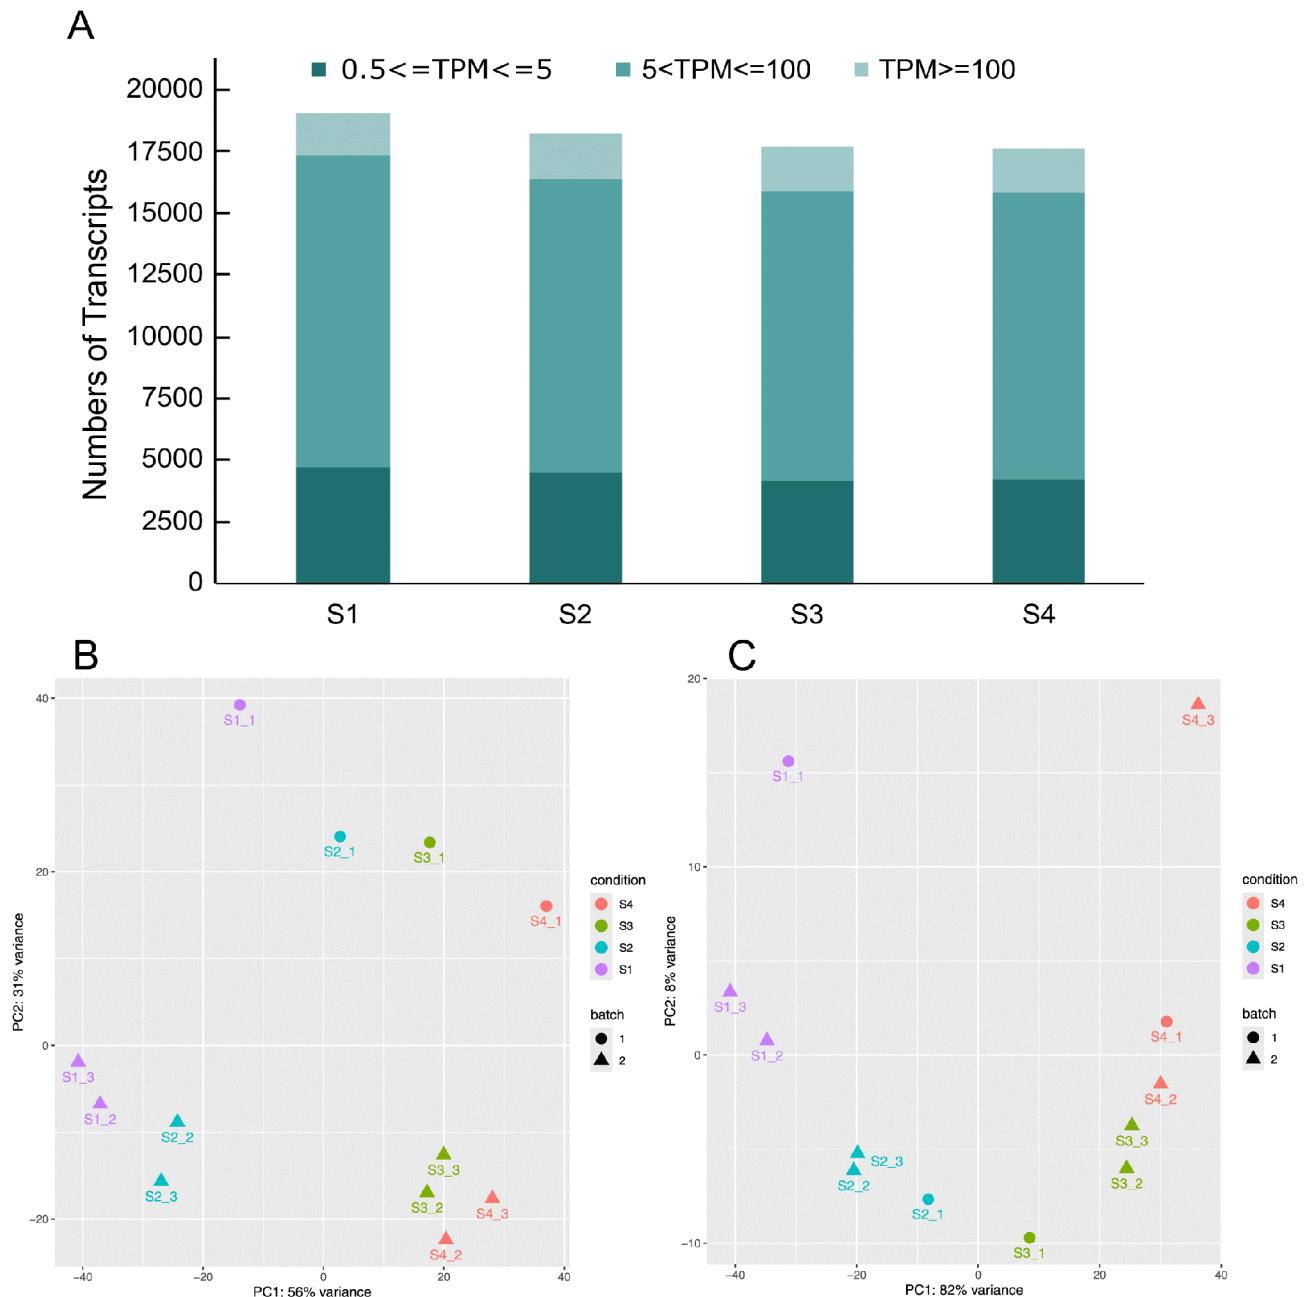 A
0.5<=TPM<=5 5<TPM<=100 TPM>=100
20000
17500
15000
12500
10000
7500
5000
2500
0
Numbers of Transcripts
S1 S2 S3 S4
B
40
20
0
−20
PC2: 31% variance
S1_1
S2_1
S3_1
S4_1
S1_3
S1_2
S2_2
S2_3
S3_3
S3_2
S4_3
S4_2
−40 −20 0 20 40
PC1: 56% variance
condition
S4
S3
S2
S1
batch
1
2
C
20
10
0
−10
PC2: 8% variance
S4_3
S1_1
S1_3
S1_2
S4_1
S4_2
S3_3
S3_2
S2_3
S2_2
S2_1
S3_1
−40 −20 0 20 40
PC1: 82% variance
condition
S4
S3
S2
S1
batch
1
2